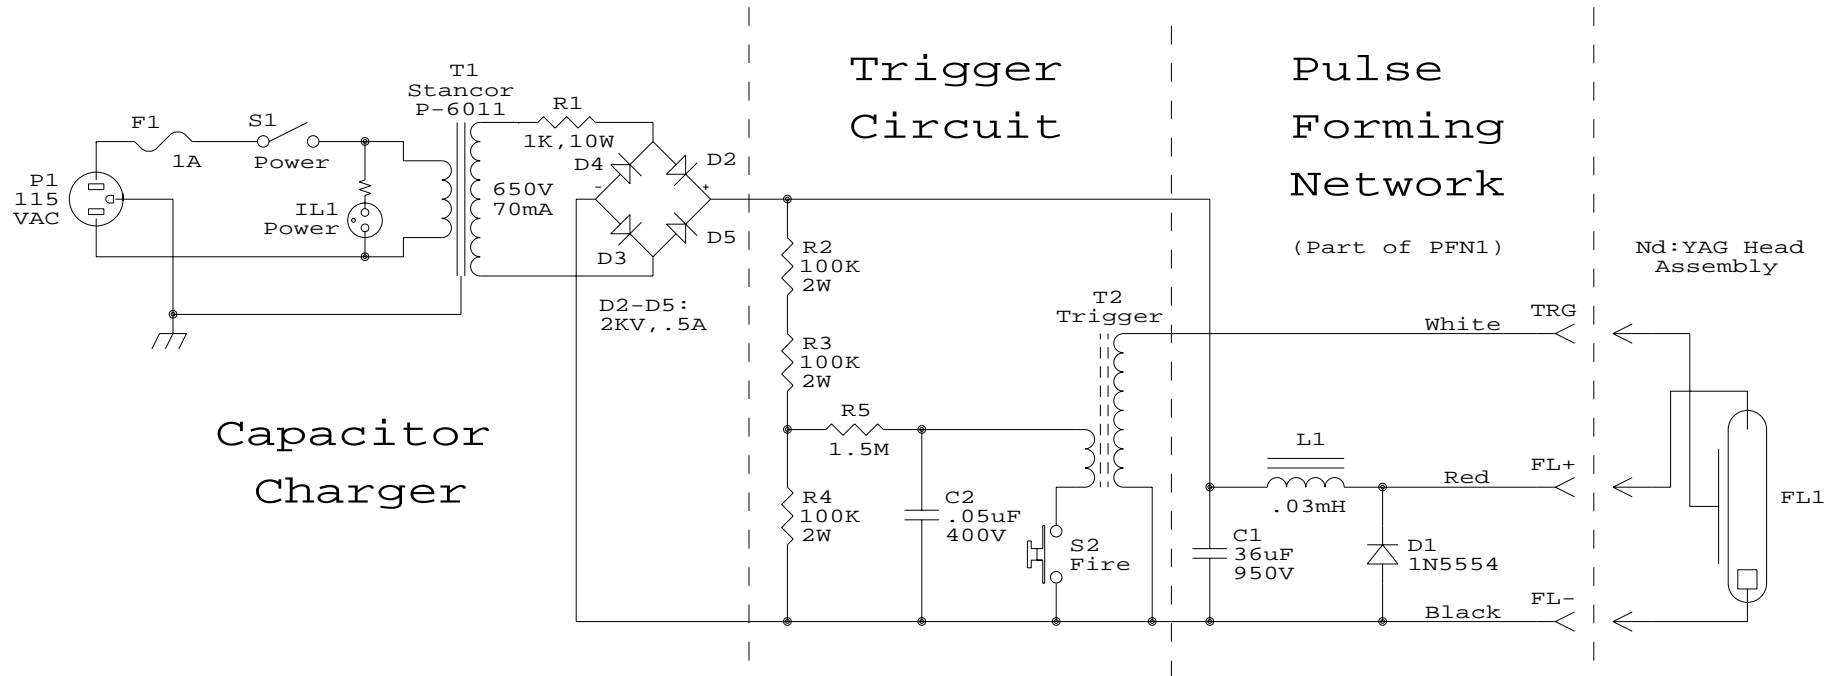 Trigger
Circuit
Pulse
Forming
Network
(Part of PFN1)
Capacitor
Charger
Nd:YAG Head
Assembly
P1
115
VAC
F1
1A
S1
Power
IL1
Power
T1
Stancor
P-6011
650V
70mA
R1
1K,10W
D4
D2
-
+
D3
D5
D2-D5:
2KV,.5A
R2
100K
2W
R3
100K
2W
R5
1.5M
R4
100K
2W
C2
.05uF
400V
S2
Fire
T2
Trigger
White
TRG
L1
.03mH
Red
FL+
C1
36uF
950V
D1
1N5554
Black
FL-
FL1